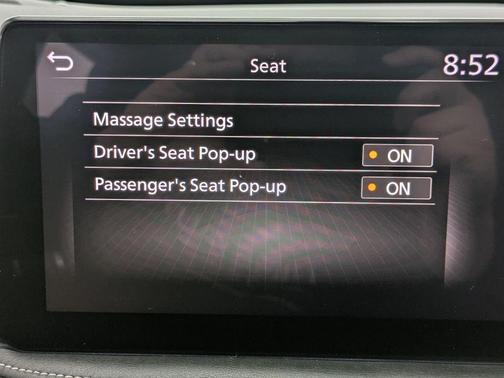 Seat 8:52
Massage Settings
Driver's Seat Pop-up ON
Passenger's Seat Pop-up ON